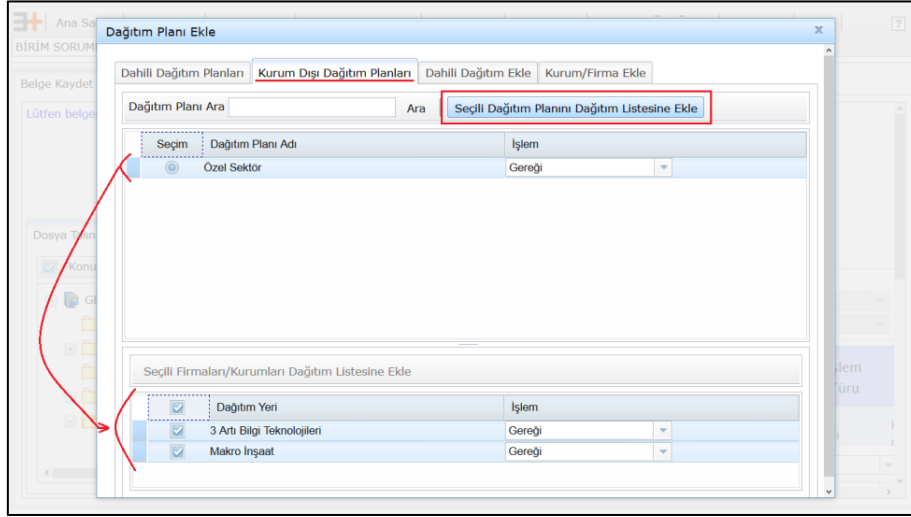 Ana Sa
BİRİM SORUM
Dağıtım Planı Ekle
x
?
Belge Kaydet
Lütfen belge
Dahili Dağıtım Planları Kurum Dışı Dağıtım Planları Dahili Dağıtım Ekle Kurum/Firma Ekle
Dağıtım Planı Ara Ara Seçili Dağıtım Planını Dağıtım Listesine Ekle
Seçim Dağıtım Planı Adı İşlem
Özel Sektör Gereği
Dosya Tasn
Konu
Seçili Firmaları/Kurumları Dağıtım Listesine Ekle
lem
ürü
Dağıtım Yeri İşlem
3 Artı Bilgi Teknolojileri Gereği
Makro İnşaat Gereği